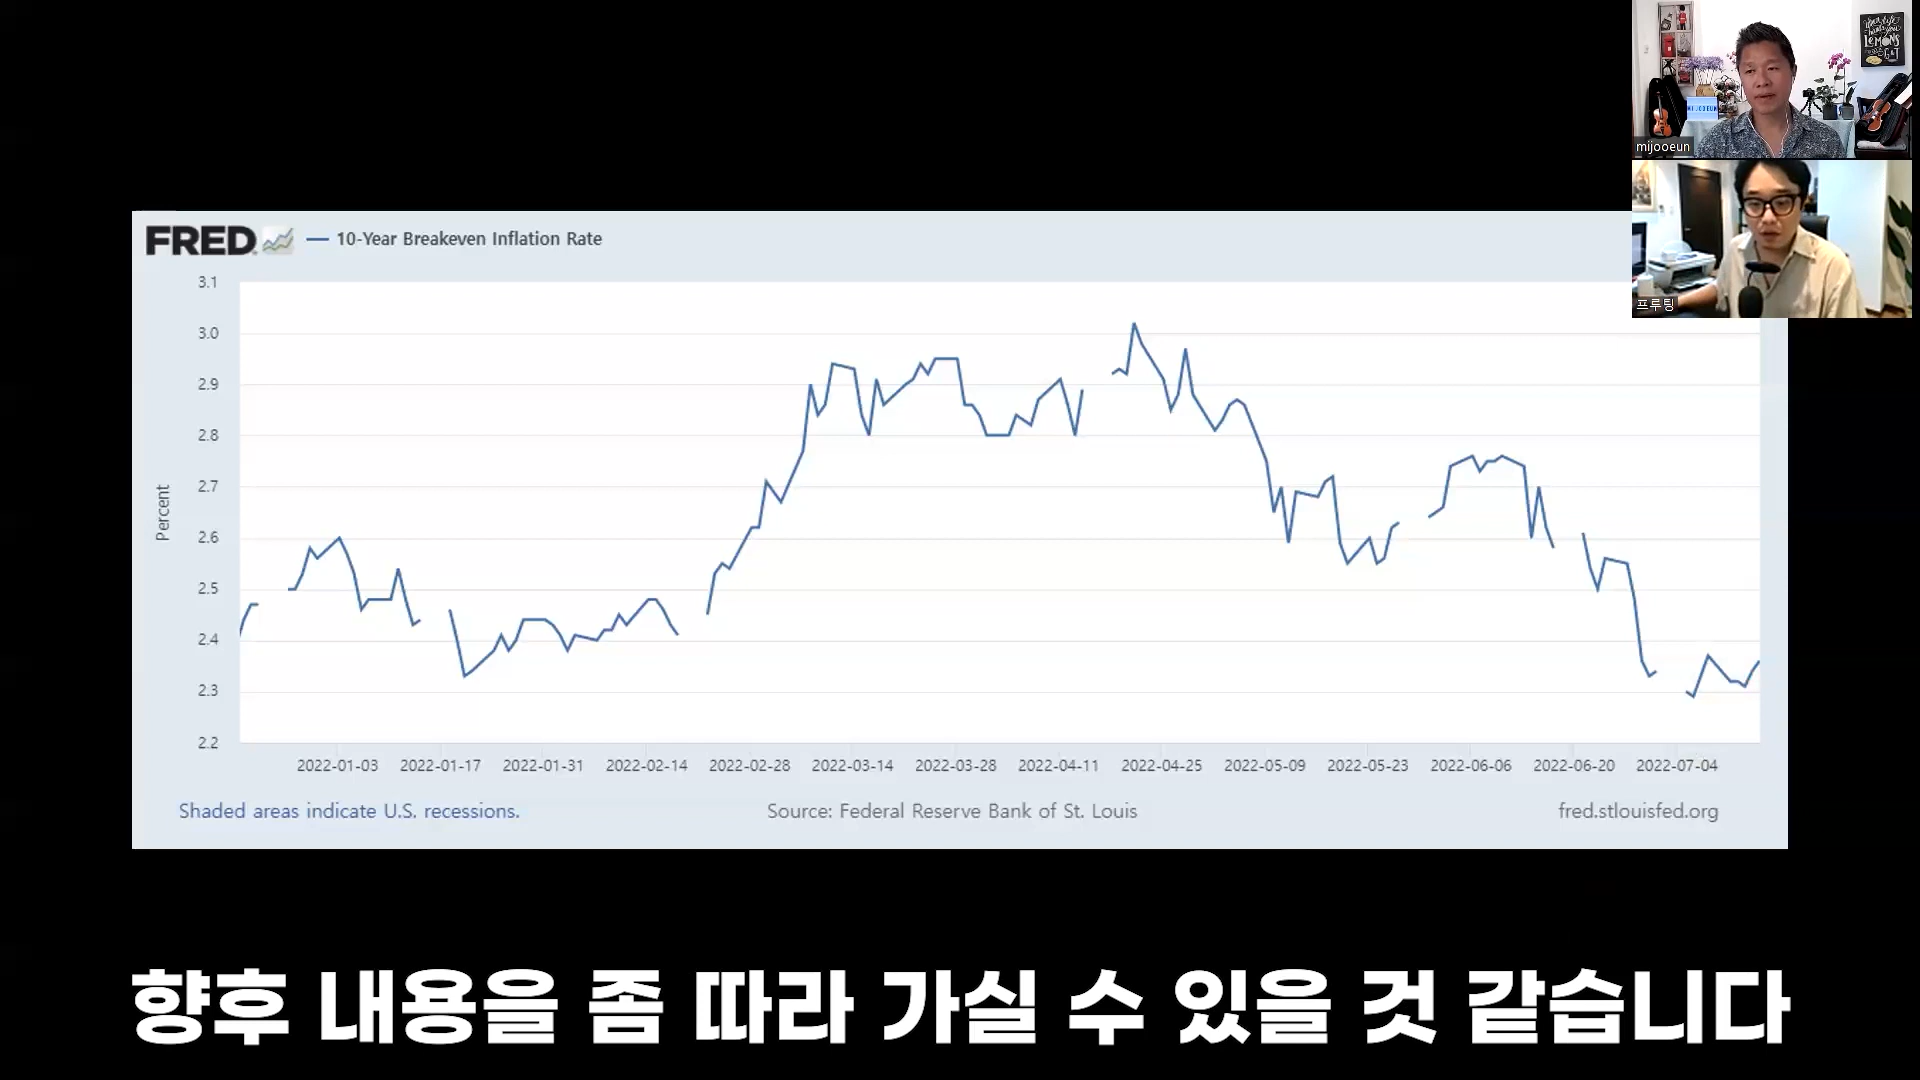 LEMONS
G&T
MIJOOEUN
mijooeun
프루팅
FRED
10-Year Breakeven Inflation Rate
3.1
3.0
2.9
2.8
2.7
2.6
2.5
2.4
2.3
2.2
Percent
2022-01-03 2022-01-17 2022-01-31 2022-02-14 2022-02-28 2022-03-14 2022-03-28 2022-04-11 2022-04-25 2022-05-09 2022-05-23 2022-06-06 2022-06-20 2022-07-04
Shaded areas indicate U.S. recessions. Source: Federal Reserve Bank of St. Louis fred.stlouisfed.org
향후 내용을 좀 따라 가실 수 있을 것 같습니다